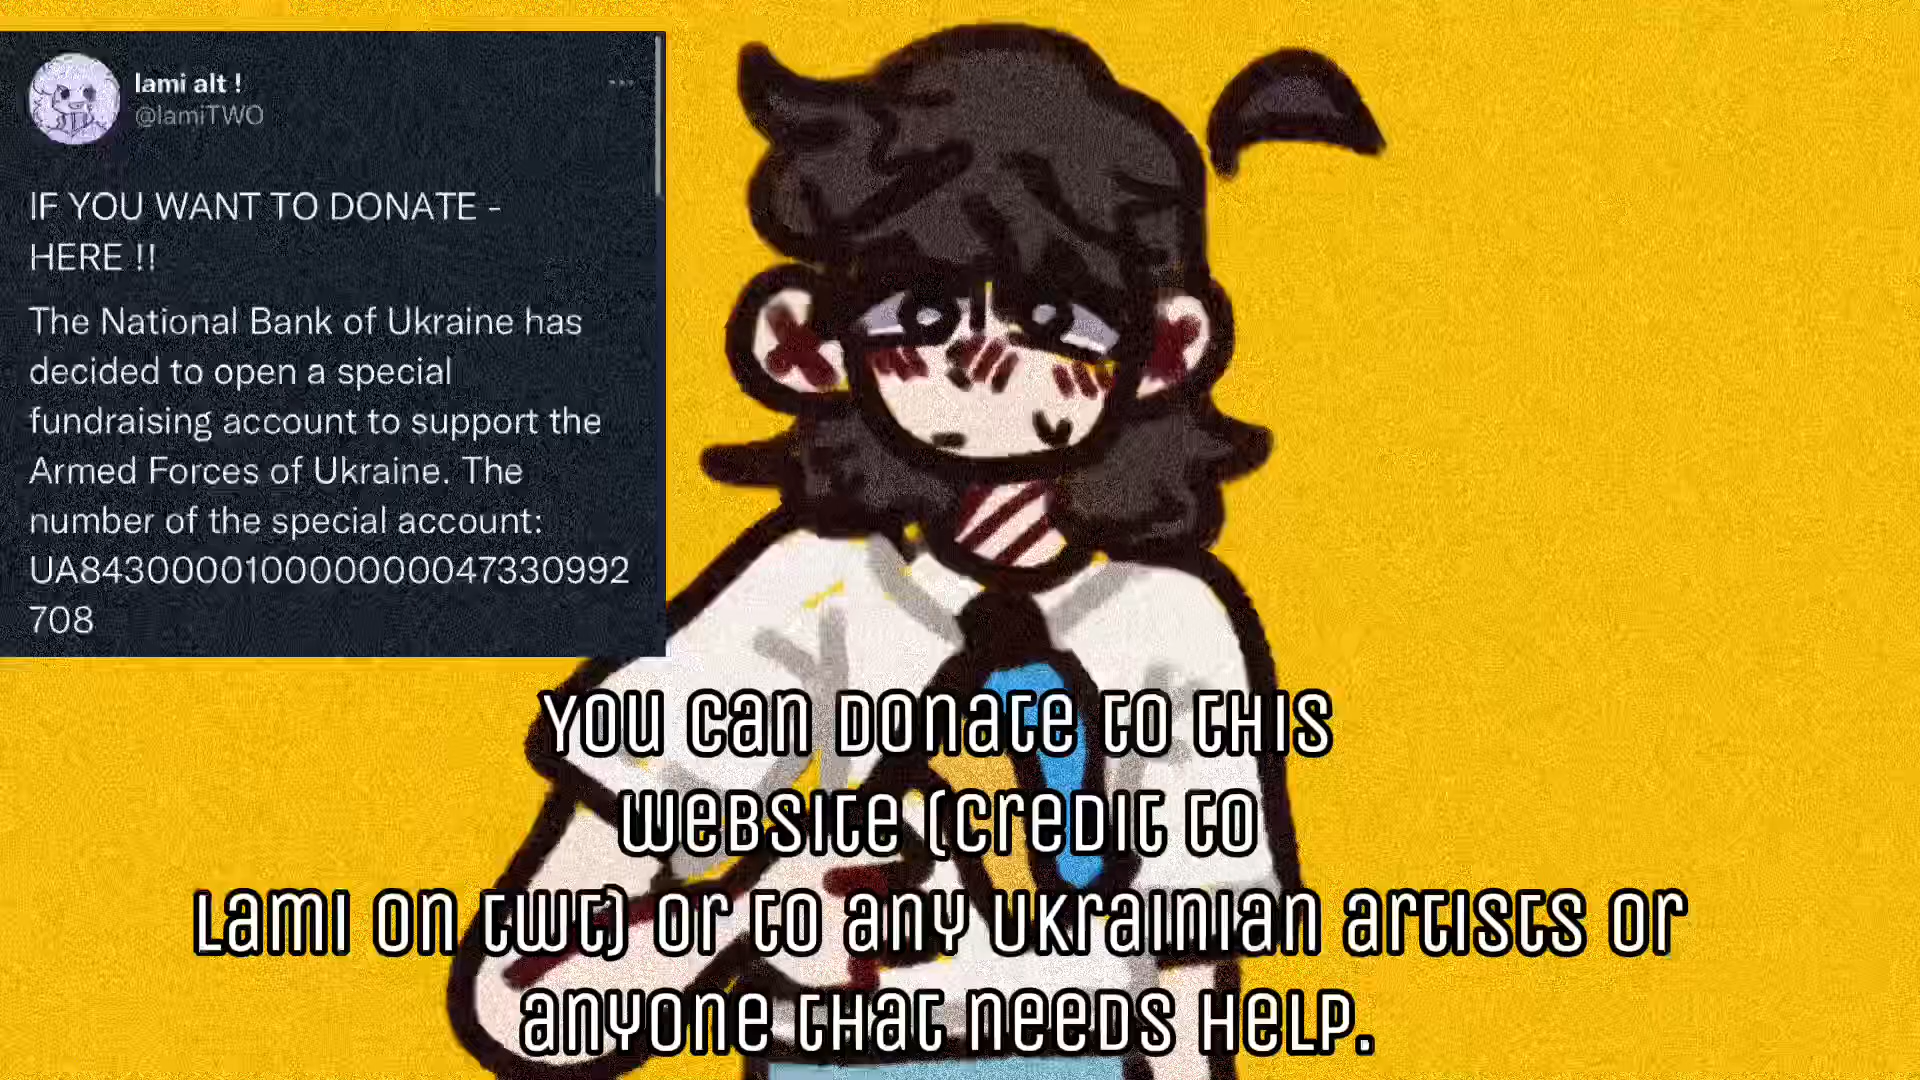 lami alt !
@lamiTWO
IF YOU WANT TO DONATE -
HERE !!
The National Bank of Ukraine has
decided to open a special
fundraising account to support the
Armed Forces of Ukraine. The
number of the special account:
UA843000010000000047330992
708
You can donate to this
website (credit to
Lami on twt) or to any Ukrainian artists or
anyone that needs help.